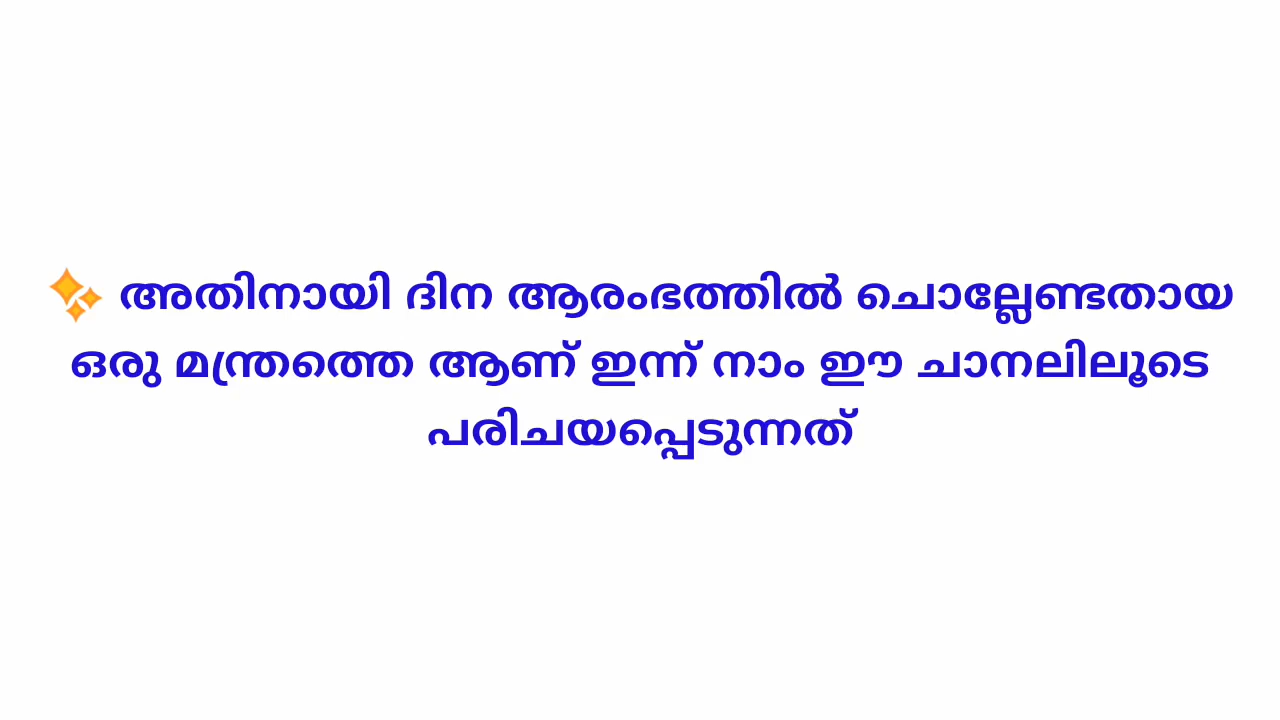 ✨ അതിനായി ദിന ആരംഭത്തിൽ ചൊല്ലേണ്ടതായ
ഒരു മന്ത്രത്തെ ആണ് ഇന്ന് നാം ഈ ചാനലിലൂടെ
പരിചയപ്പെടുന്നത്